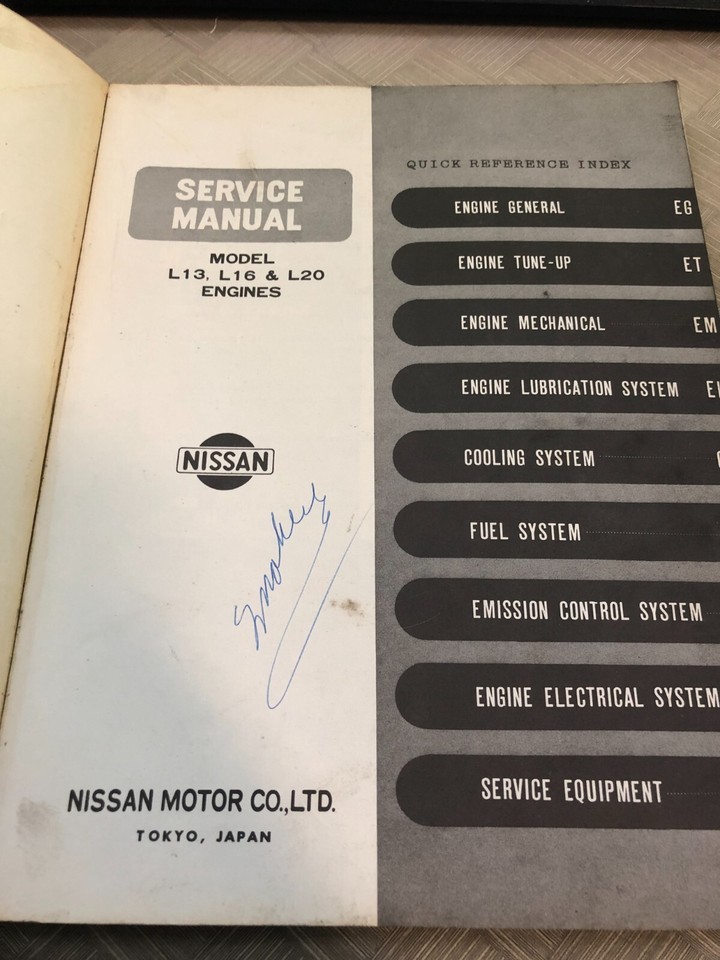 SERVICE
MANUAL
MODEL
L13, L16 & L20
ENGINES
NISSAN
Smokey
NISSAN MOTOR CO.,LTD.
TOKYO, JAPAN
QUICK REFERENCE INDEX
ENGINE GENERAL EG
ENGINE TUNE-UP ET
ENGINE MECHANICAL EM
ENGINE LUBRICATION SYSTEM
COOLING SYSTEM
FUEL SYSTEM
EMISSION CONTROL SYSTEM
ENGINE ELECTRICAL SYSTEM
SERVICE EQUIPMENT